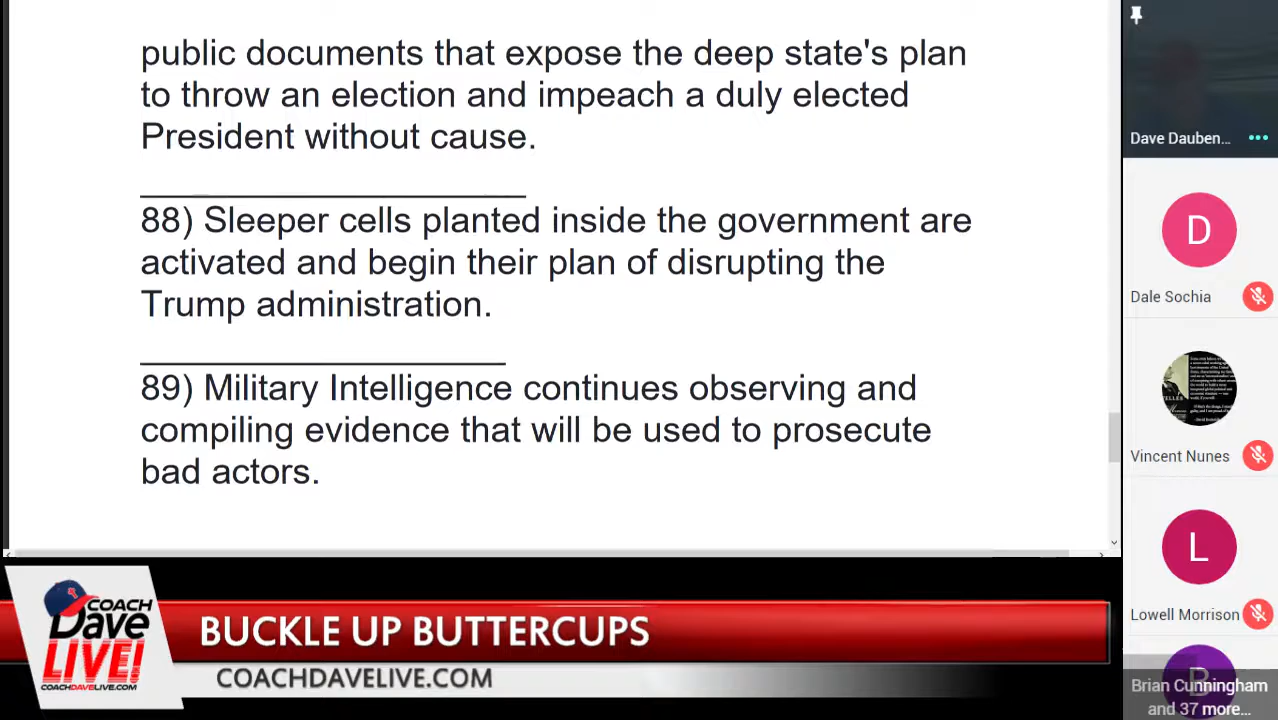 public documents that expose the deep state's plan
to throw an election and impeach a duly elected
President without cause.
88) Sleeper cells planted inside the government are
activated and begin their plan of disrupting the
Trump administration.
89) Military Intelligence continues observing and
compiling evidence that will be used to prosecute
bad actors.
COACH
Dave
LIVE!
COACHDAVELIVE.COM
BUCKLE UP BUTTERCUPS
COACHDAVELIVE.COM
Dave Dauben...
D
Dale Sochia
Vincent Nunes
L
Lowell Morrison
B
Brian Cunningham
and 37 more...